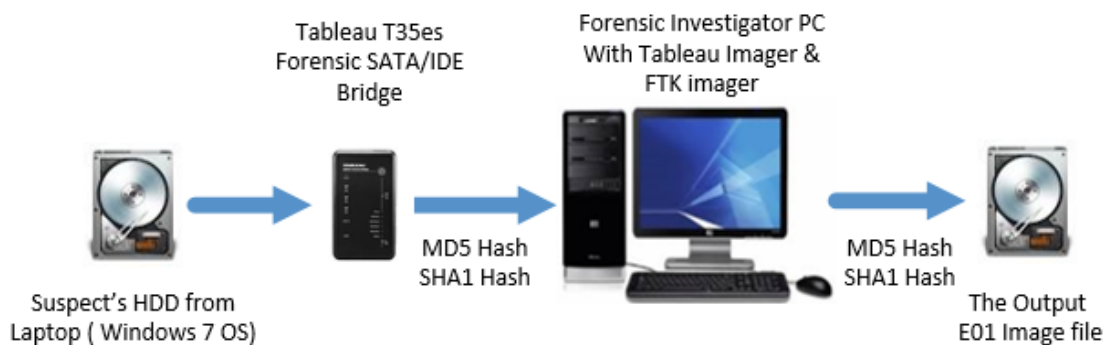 Tableau T35es
Forensic SATA/IDE
Bridge
Forensic Investigator PC
With Tableau Imager &
FTK imager
MD5 Hash
SHA1 Hash
MD5 Hash
SHA1 Hash
Suspect's HDD from
Laptop ( Windows 7 OS)
The Output
E01 Image file